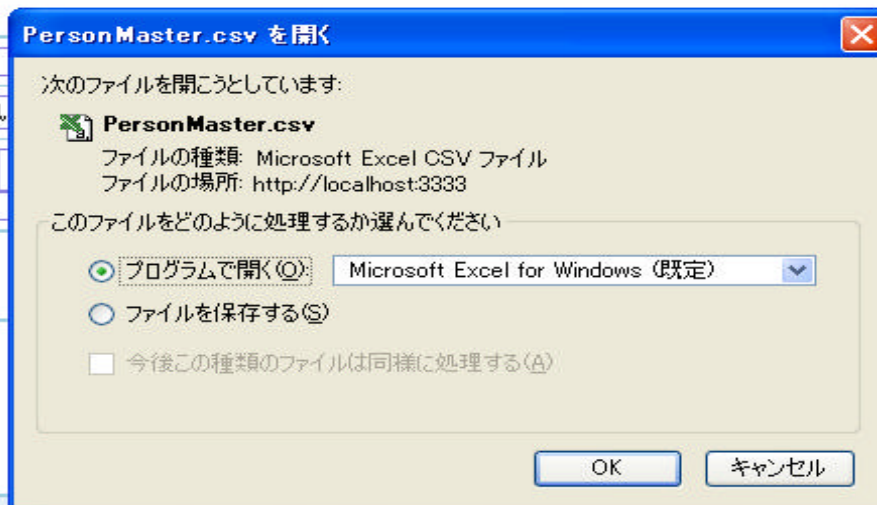 PersonMaster.csv を開く
次のファイルを開こうとしています:
PersonMaster.csv
ファイルの種類: Microsoft Excel CSV ファイル
ファイルの場所: http://localhost:3333
このファイルをどのように処理するか選んでください
プログラムで開く(O): Microsoft Excel for Windows (既定)
ファイルを保存する(S)
今後この種類のファイルは同様に処理する(A)
OK キャンセル